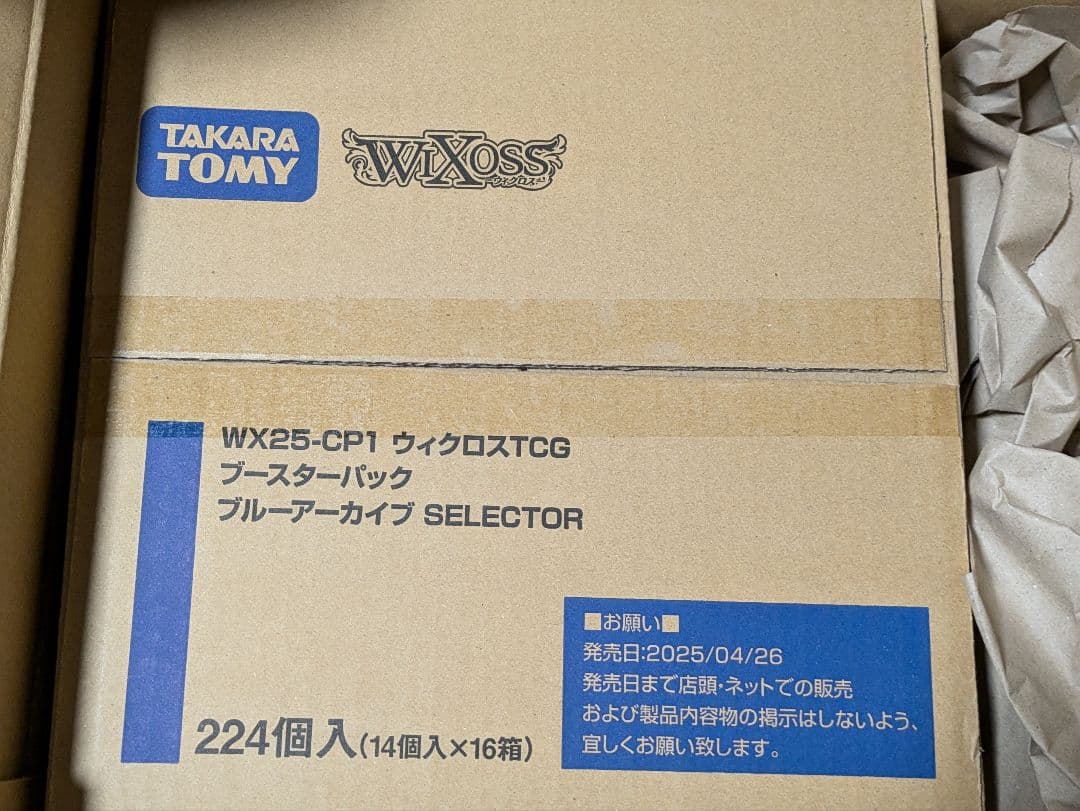 TAKARA
TOMY
WIXOSS
ウィクロス
WX25-CP1 ウィクロスTCG
ブースターパック
ブルーアーカイブ SELECTOR
224個入(14個入×16箱)
■お願い■
発売日:2025/04/26
発売日まで店頭・ネットでの販売
および製品内容物の掲示はしないよう、
宜しくお願い致します。